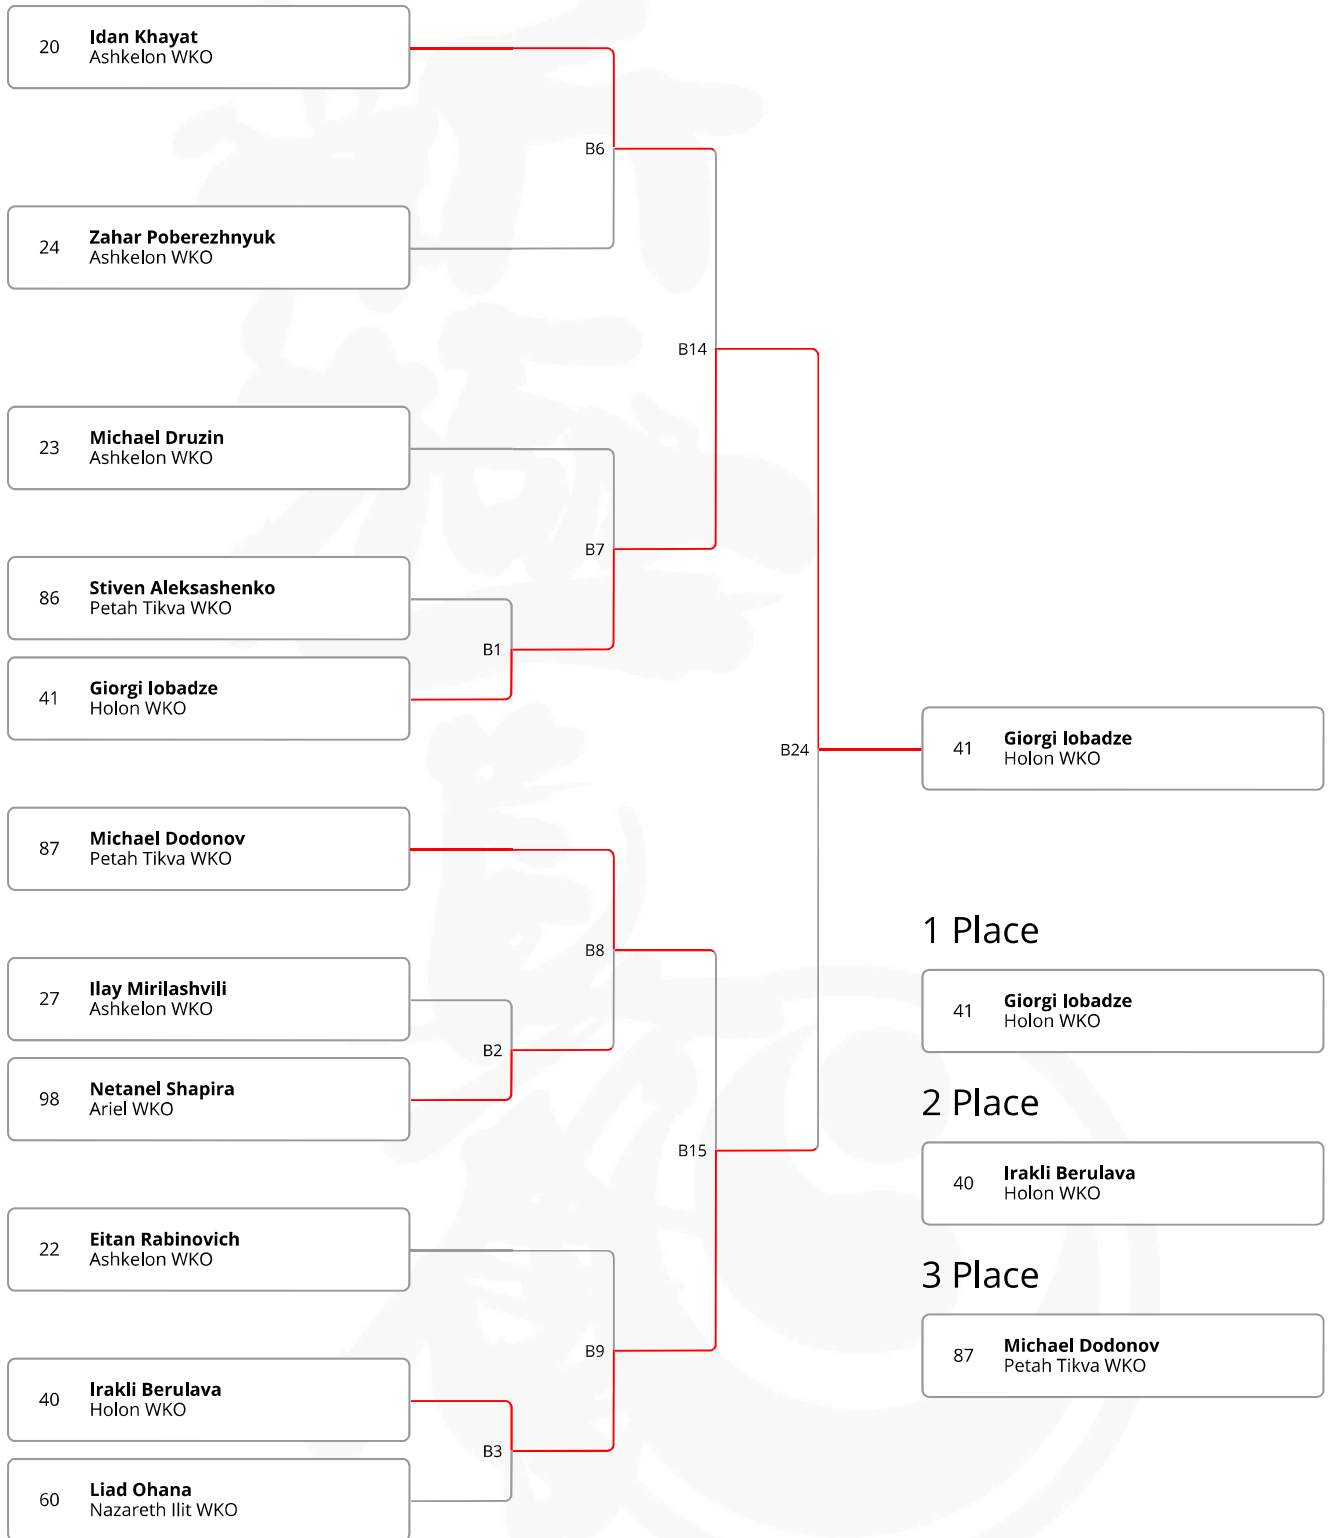 20
Idan Khayat
Ashkelon WKO
B6
24
Zahar Poberezhnyuk
Ashkelon WKO
B14
23
Michael Druzin
Ashkelon WKO
B7
86
Stiven Aleksashenko
Petah Tikva WKO
B1
41
Giorgi Iobadze
Holon WKO
B24
41
Giorgi Iobadze
Holon WKO
87
Michael Dodonov
Petah Tikva WKO
B8
27
Ilay Mirilashvili
Ashkelon WKO
B2
98
Netanel Shapira
Ariel WKO
B15
22
Eitan Rabinovich
Ashkelon WKO
B9
40
Irakli Berulava
Holon WKO
B3
60
Liad Ohana
Nazareth Ilit WKO
1 Place
41
Giorgi Iobadze
Holon WKO
2 Place
40
Irakli Berulava
Holon WKO
3 Place
87
Michael Dodonov
Petah Tikva WKO